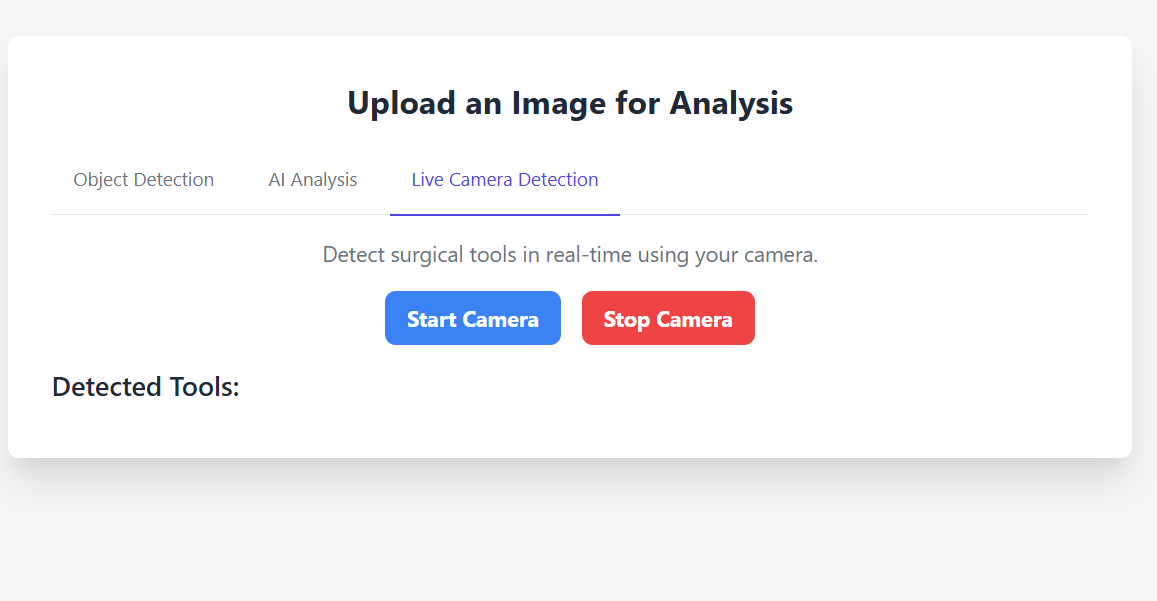 Upload an Image for Analysis
Object Detection AI Analysis Live Camera Detection
Detect surgical tools in real-time using your camera.
Start Camera Stop Camera
Detected Tools: